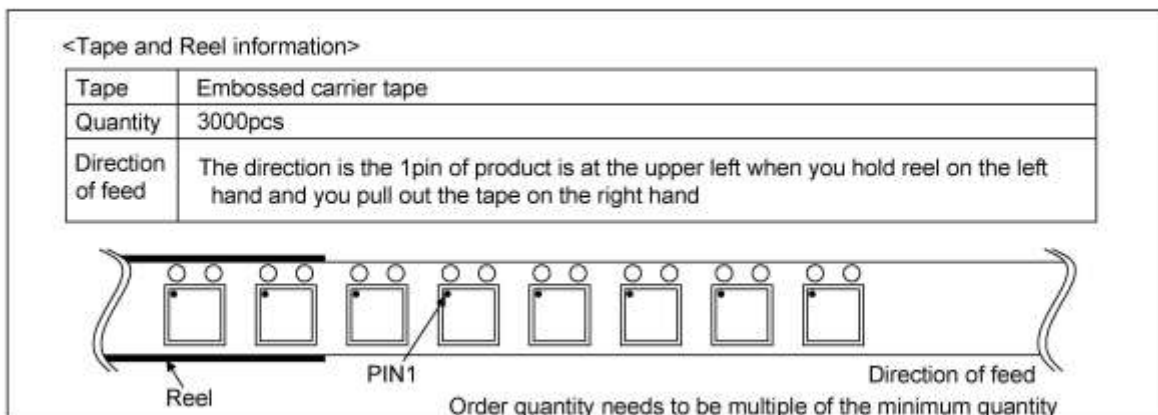 <Tape and Reel information>
Tape Embossed carrier tape
Quantity 3000pcs
Direction of feed The direction is the 1pin of product is at the upper left when you hold reel on the left
hand and you pull out the tape on the right hand
PIN1
Reel
Direction of feed
Order quantity needs to be multiple of the minimum quantity